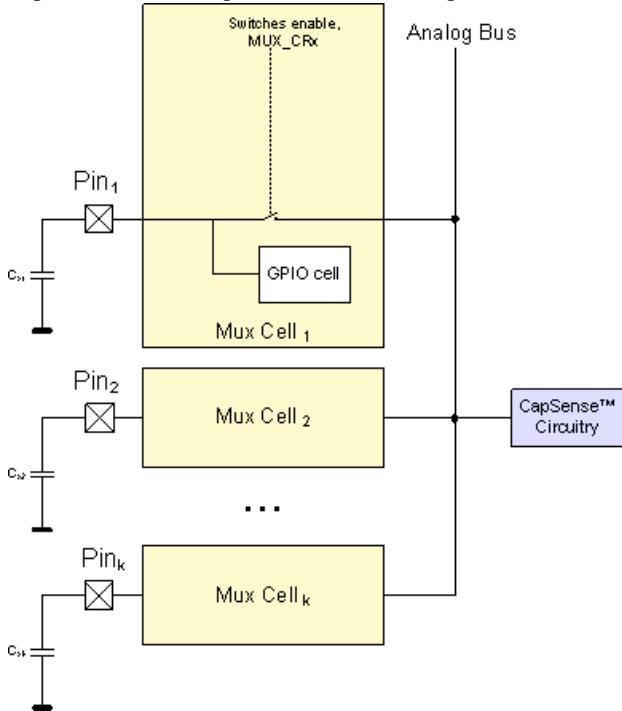 Switches enable,
MUX_CRx
Analog Bus
Pin₁
GPIO cell
Mux Cell ₁
Pin₂
Mux Cell ₂
CapSense™
Circuitry
...
Pinₖ
Mux Cell ₖ